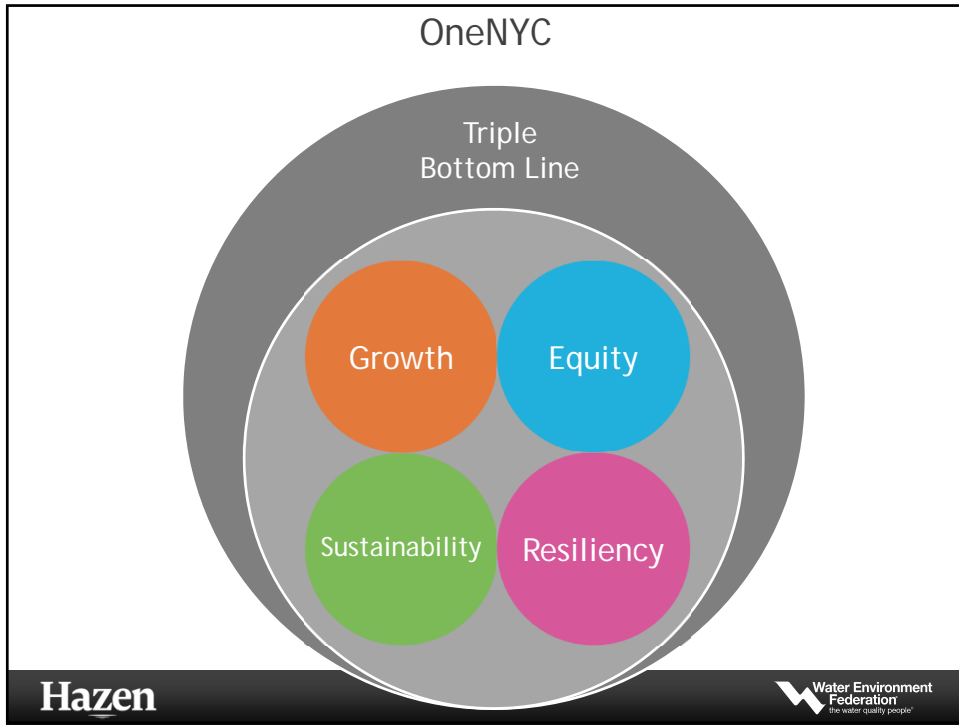 OneNYC
Triple
Bottom Line
Growth
Equity
Sustainability
Resiliency
Hazen
Water Environment
Federation
the water quality people®